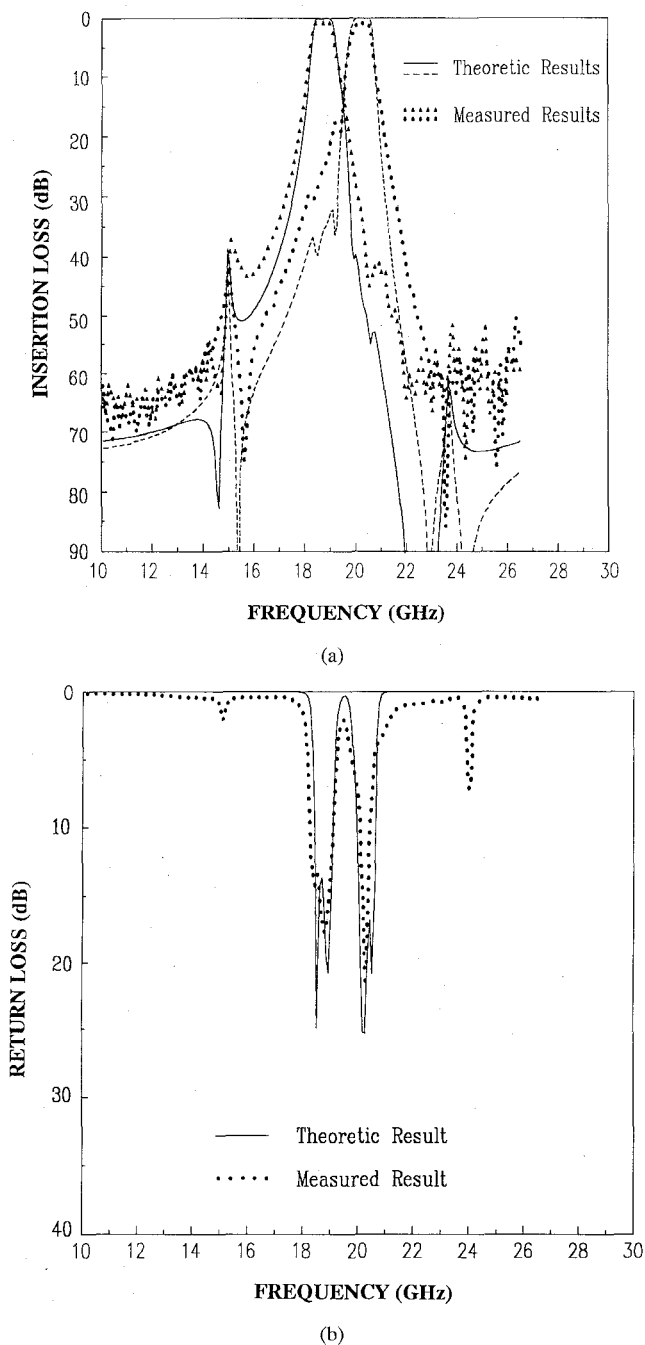 0
10
20
30
40
50
60
70
80
90
INSERTION LOSS (dB)
Theoretic Results
Measured Results
10 12 14 16 18 20 22 24 26 28 30
FREQUENCY (GHz)
(a)
0
10
20
30
40
RETURN LOSS (dB)
Theoretic Result
Measured Result
10 12 14 16 18 20 22 24 26 28 30
FREQUENCY (GHz)
(b)